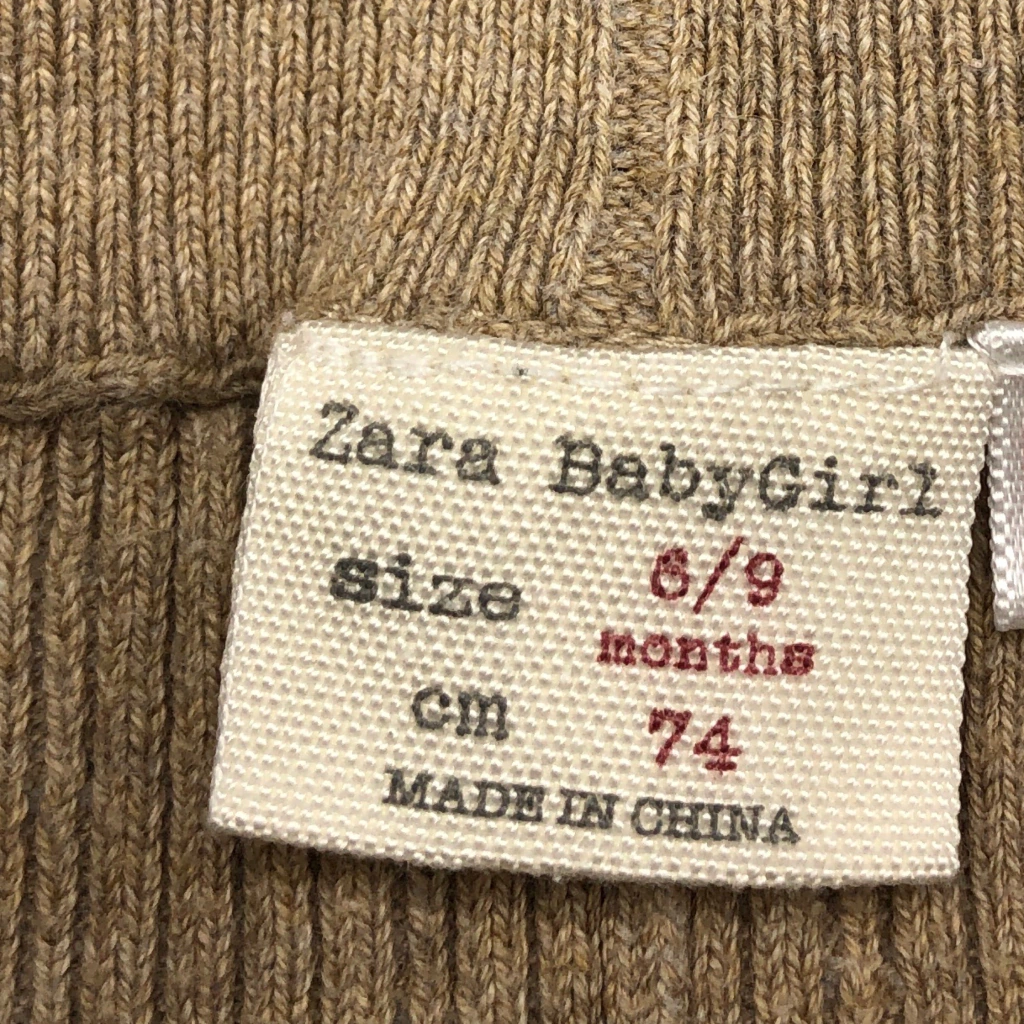 Zara BabyGirl
size 6/9
months
cm 74
MADE IN CHINA